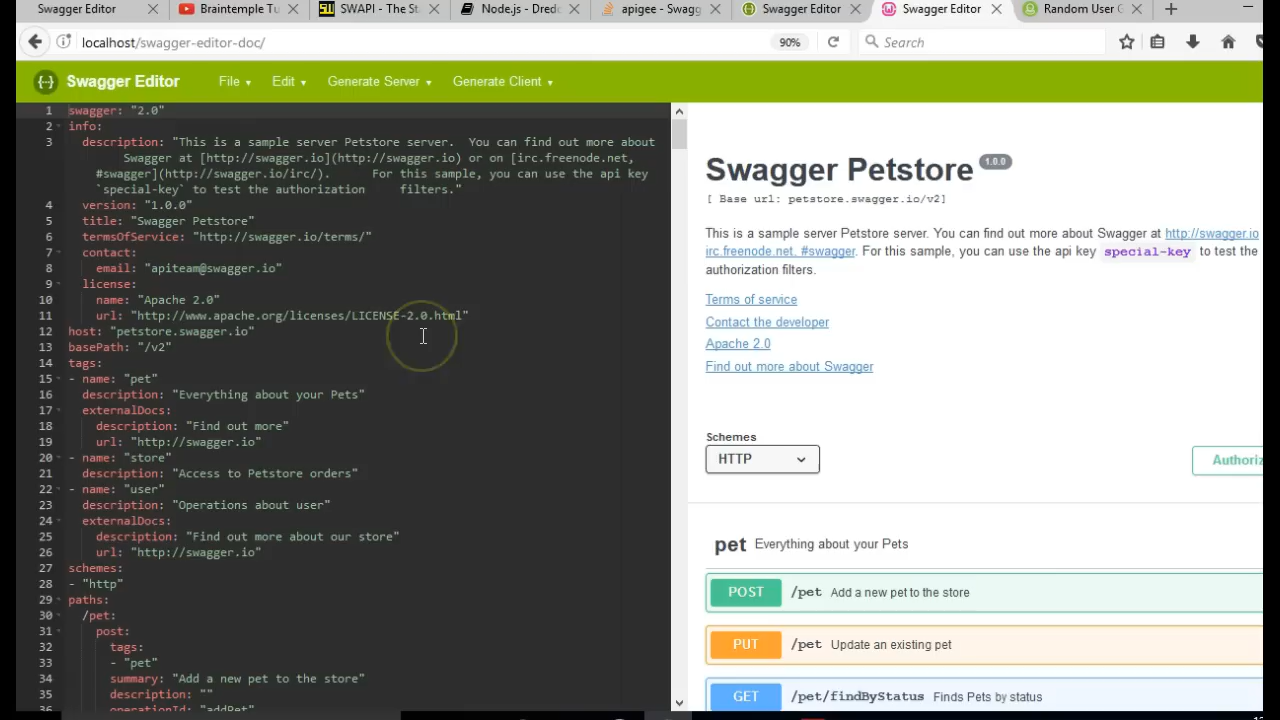 Swagger Editor
Braintemple Tu
SWAPI - The St
Node.js - Dredd
apigee - Swagg
Swagger Editor
Swagger Editor
Random User G
localhost/swagger-editor-doc/
90%
Search
Swagger Editor
File
Edit
Generate Server
Generate Client
1 swagger: "2.0"
2 info:
3 description: "This is a sample server Petstore server. You can find out more about
Swagger at [http://swagger.io](http://swagger.io) or on [irc.freenode.net,
#swagger](http://swagger.io/irc/). For this sample, you can use the api key
`special-key` to test the authorization filters."
4 version: "1.0.0"
5 title: "Swagger Petstore"
6 termsOfService: "http://swagger.io/terms/"
7 contact:
8 email: "apiteam@swagger.io"
9 license:
10 name: "Apache 2.0"
11 url: "http://www.apache.org/licenses/LICENSE-2.0.html"
12 host: "petstore.swagger.io"
13 basePath: "/v2"
14 tags:
15 - name: "pet"
16 description: "Everything about your Pets"
17 externalDocs:
18 description: "Find out more"
19 url: "http://swagger.io"
20 - name: "store"
21 description: "Access to Petstore orders"
22 - name: "user"
23 description: "Operations about user"
24 externalDocs:
25 description: "Find out more about our store"
26 url: "http://swagger.io"
27 schemes:
28 - "http"
29 paths:
30 /pet:
31 post:
32 tags:
33 - "pet"
34 summary: "Add a new pet to the store"
35 description: ""
36 operationId: "addPet"
Swagger Petstore 1.0.0
[ Base url: petstore.swagger.io/v2]
This is a sample server Petstore server. You can find out more about Swagger at http://swagger.io
irc.freenode.net, #swagger. For this sample, you can use the api key special-key to test the
authorization filters.
Terms of service
Contact the developer
Apache 2.0
Find out more about Swagger
Schemes
HTTP
Authoriz
pet Everything about your Pets
POST /pet Add a new pet to the store
PUT /pet Update an existing pet
GET /pet/findByStatus Finds Pets by status